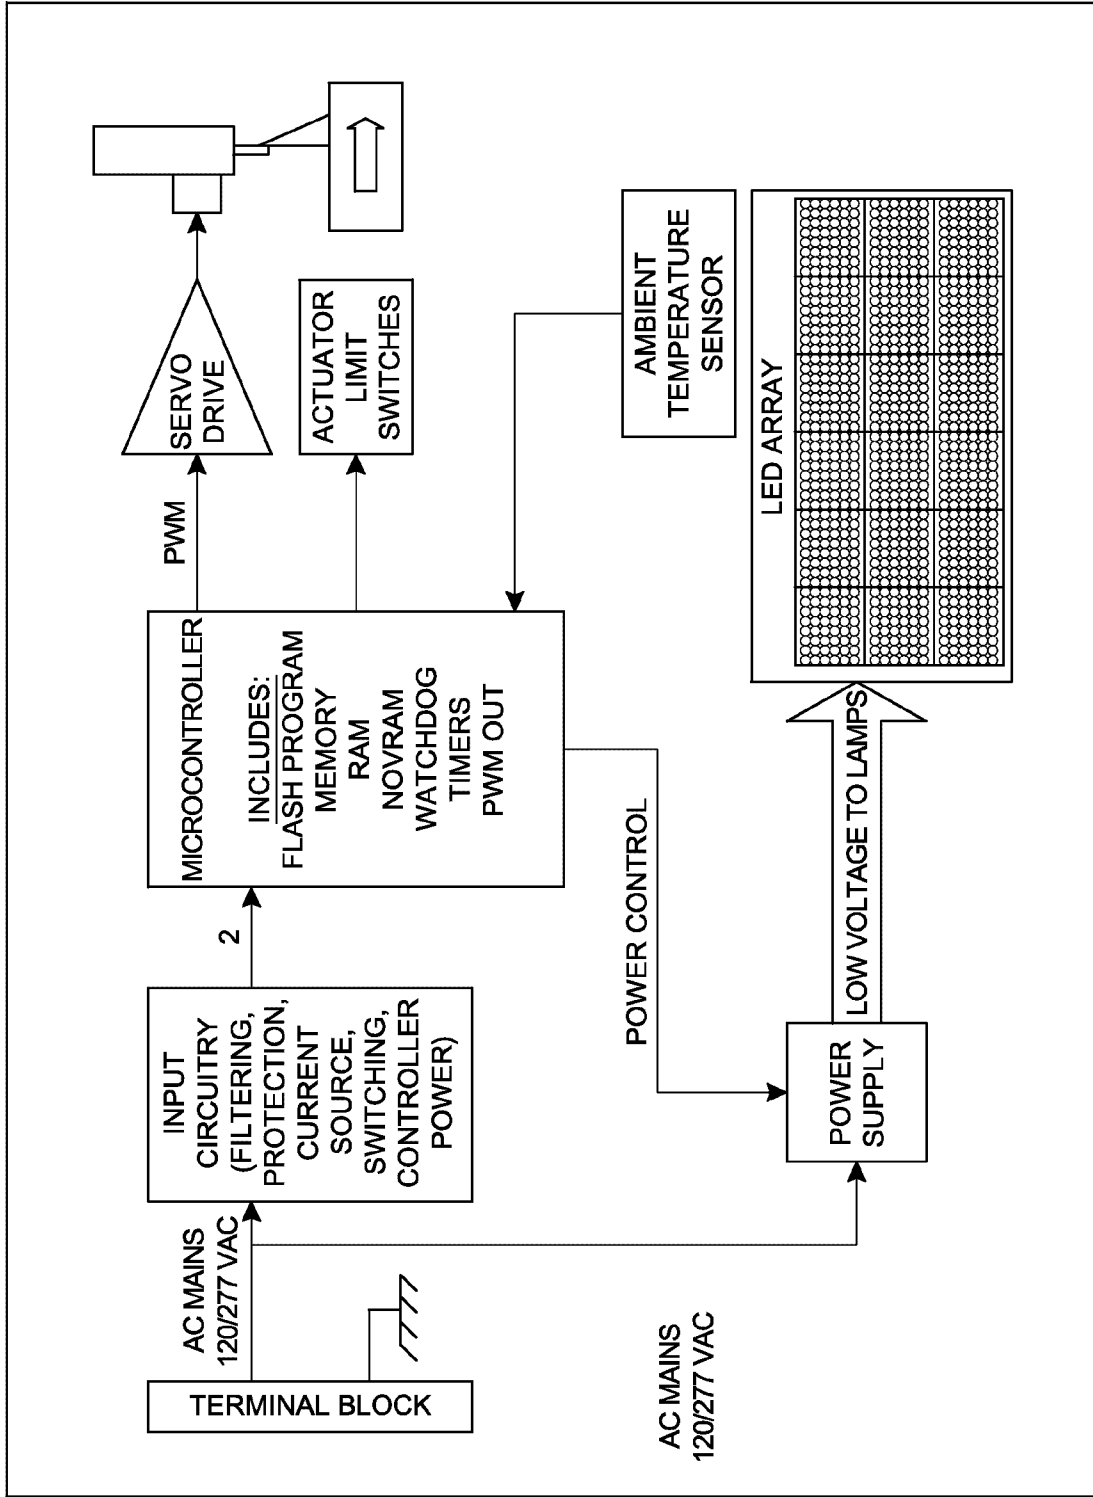 TERMINAL BLOCK
AC MAINS
120/277 VAC
INPUT
CIRCUITRY
(FILTERING,
PROTECTION,
CURRENT
SOURCE,
SWITCHING,
CONTROLLER
POWER)
2
MICROCONTROLLER
INCLUDES:
FLASH PROGRAM
MEMORY
RAM
NOVRAM
WATCHDOG
TIMERS
PWM OUT
PWM
SERVO
DRIVE
ACTUATOR
LIMIT
SWITCHES
AMBIENT
TEMPERATURE
SENSOR
POWER CONTROL
AC MAINS
120/277 VAC
POWER
SUPPLY
LOW VOLTAGE TO LAMPS
LED ARRAY